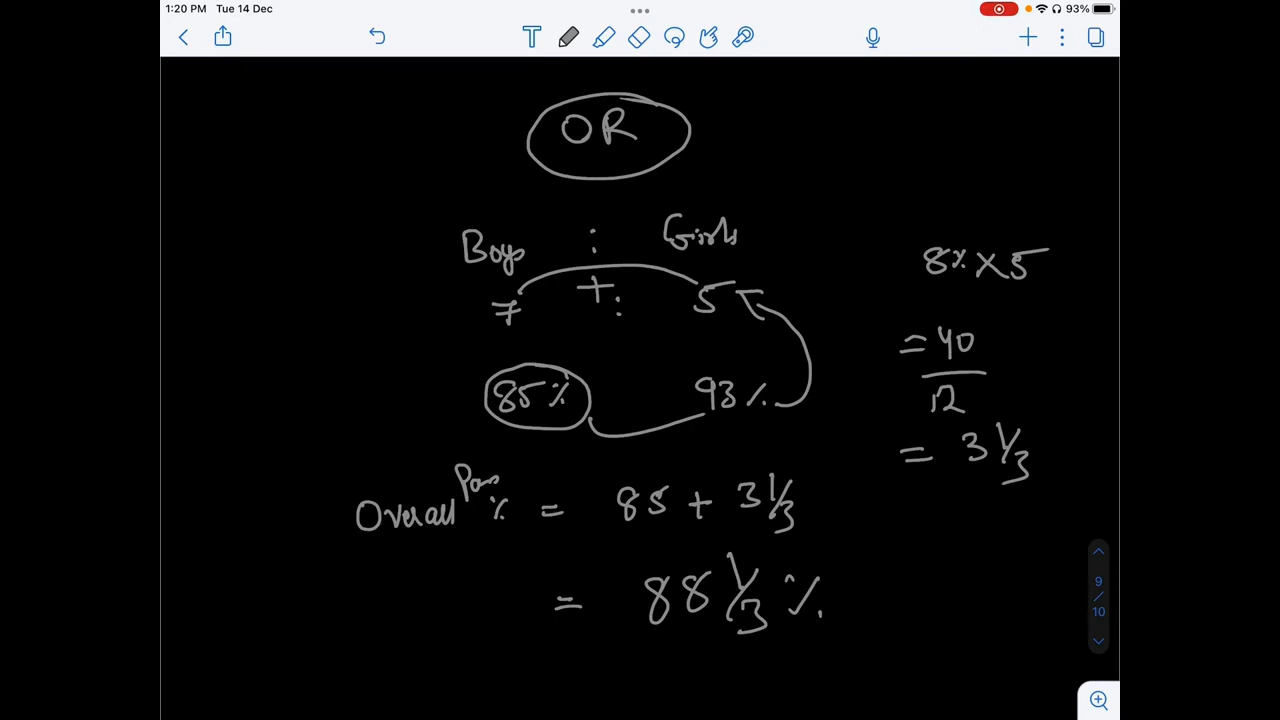 1:20 PM Tue 14 Dec
93%
OR
Boys : Girls
7 + : 5
8% × 5
= 40
12
= 3 1/3
85% 93%
Overall Pass % = 85 + 3 1/3
= 88 1/3 %
9
/
10